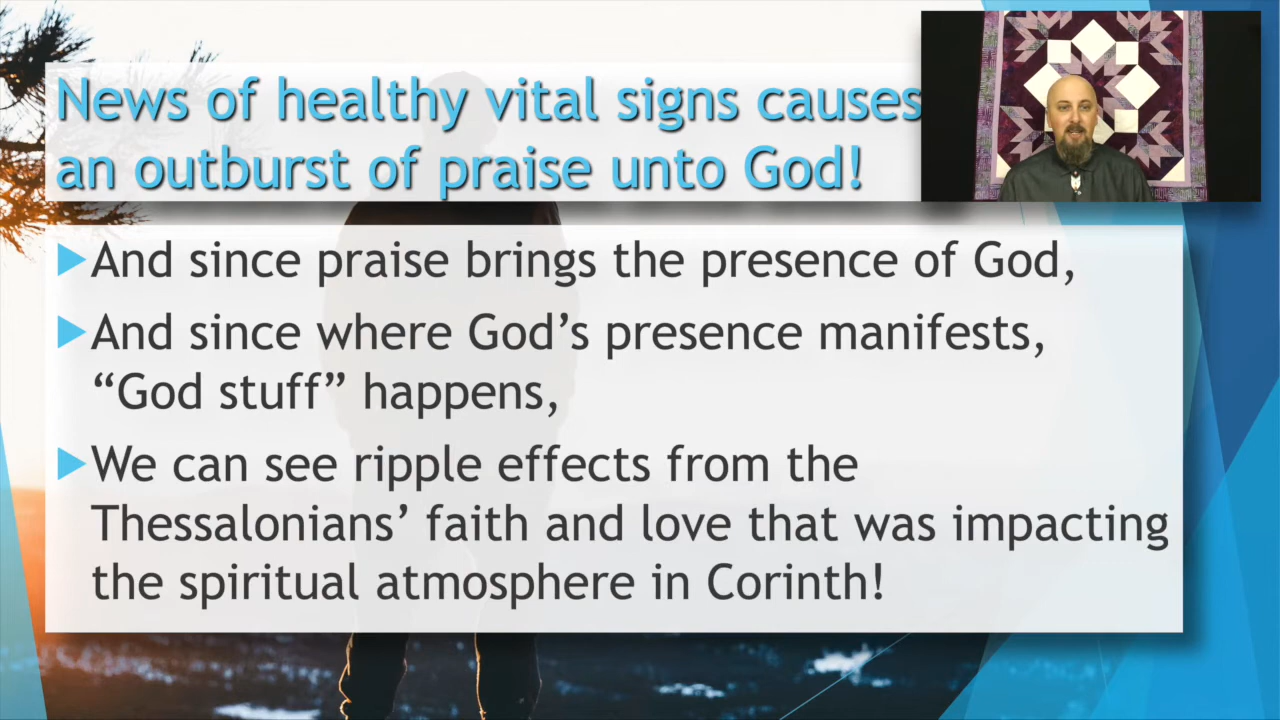 News of healthy vital signs causes
an outburst of praise unto God!
And since praise brings the presence of God,
And since where God’s presence manifests,
“God stuff” happens,
We can see ripple effects from the
Thessalonians’ faith and love that was impacting
the spiritual atmosphere in Corinth!